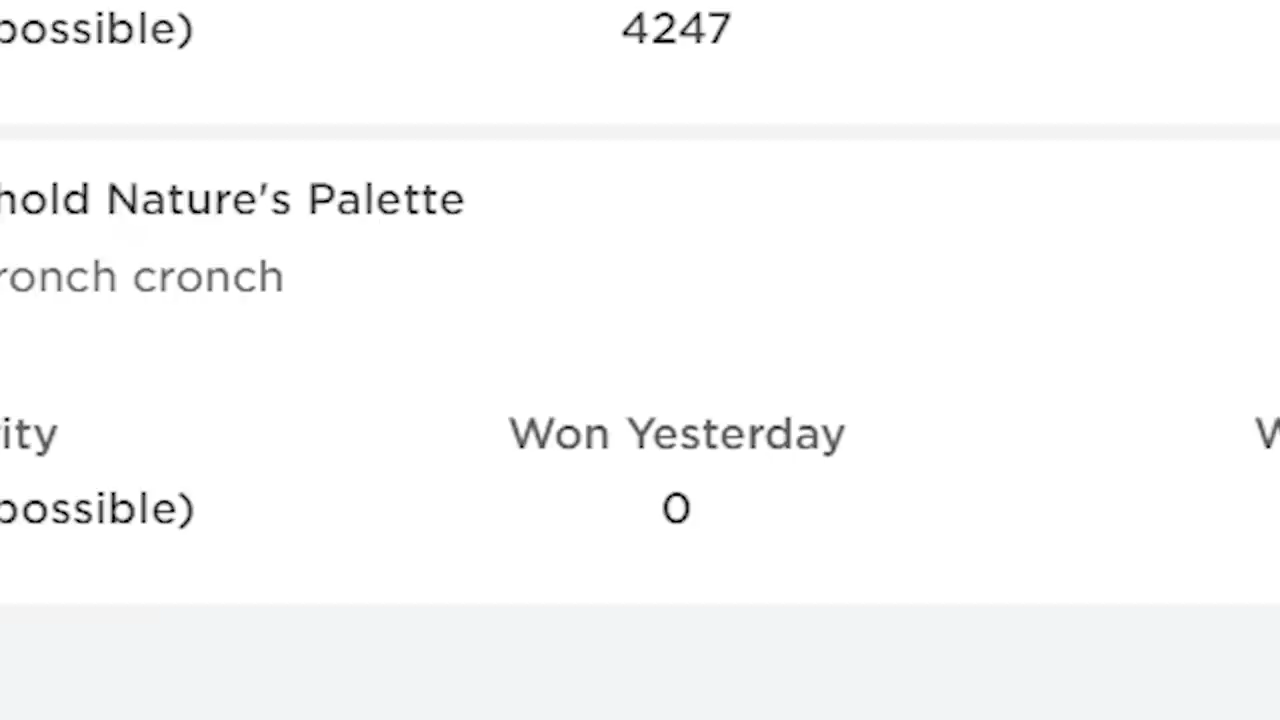 possible) 4247
hold Nature's Palette
ronch cronch
ity Won Yesterday W
possible) 0